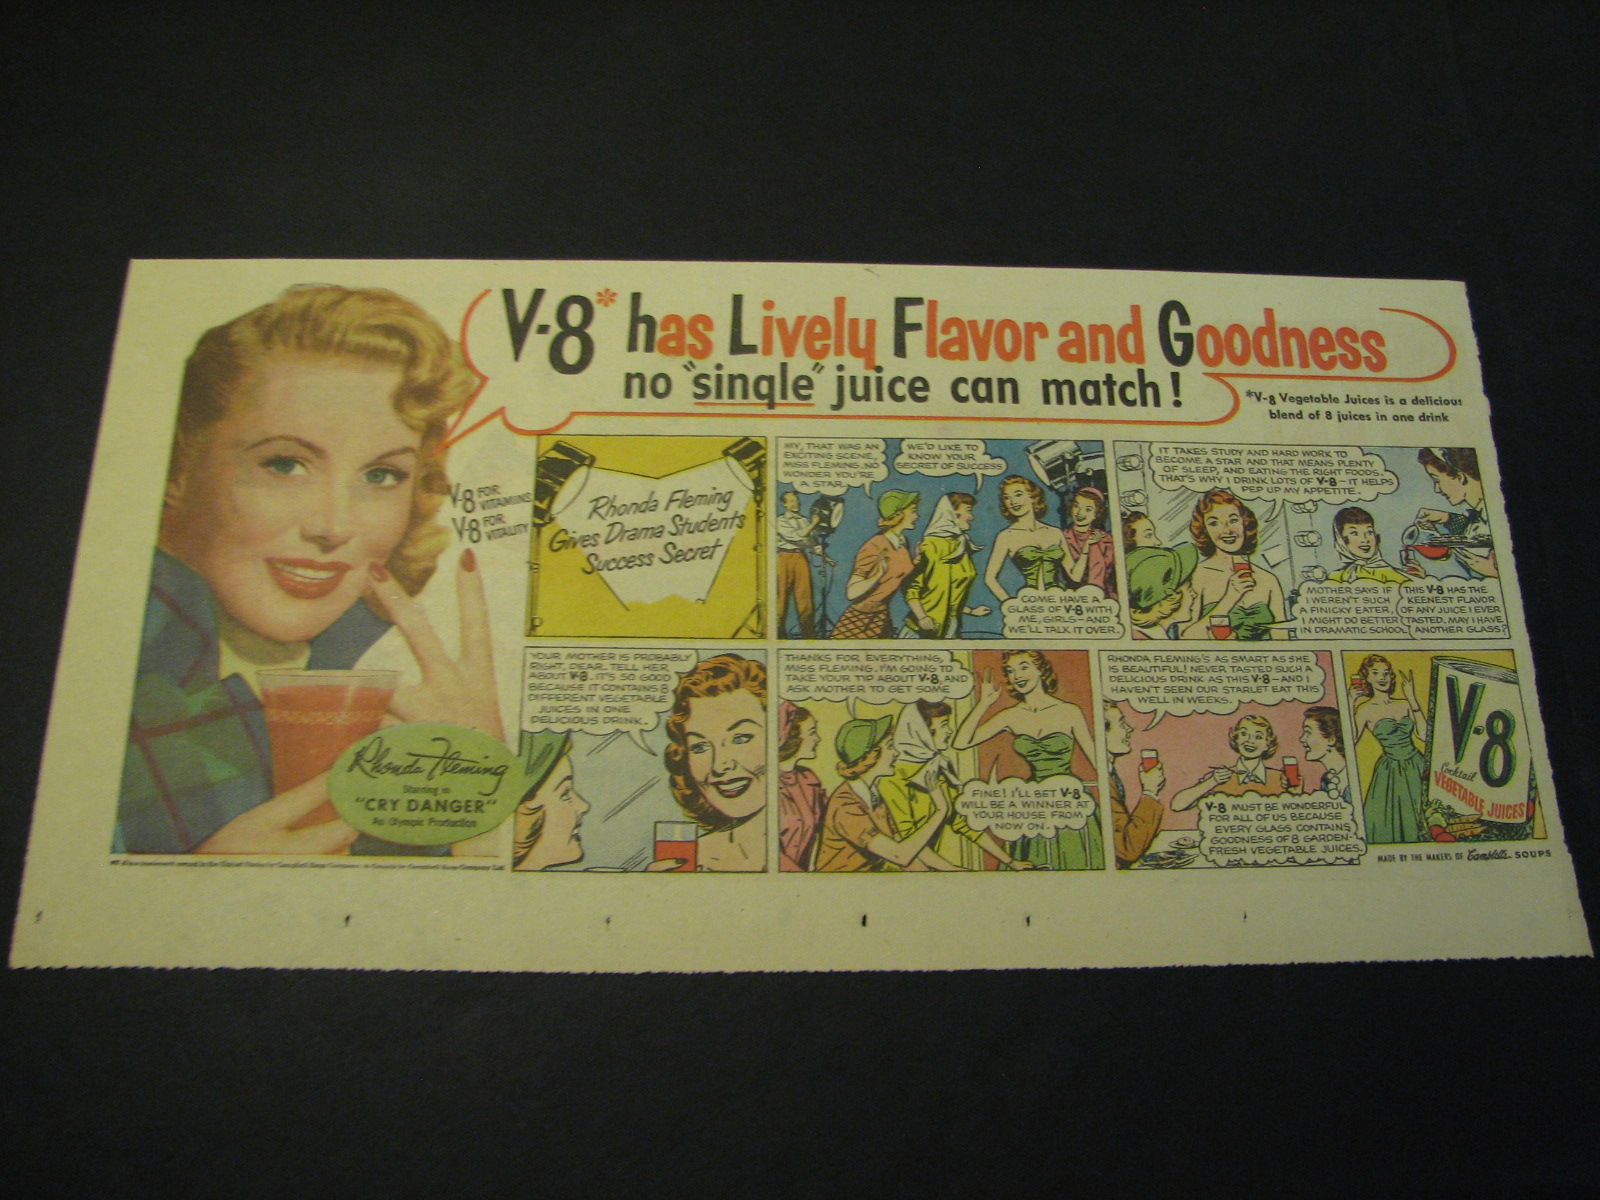 V-8* has Lively Flavor and Goodness
no "single" juice can match!
*V-8 Vegetable Juices is a delicious
blend of 8 juices in one drink
V-8 FOR VITAMINS
V-8 FOR VITALITY
Rhonda Fleming
Starring in
"CRY DANGER"
An Olympic Production
Rhonda Fleming
Gives Drama Students
Success Secret
MY, THAT WAS AN
EXCITING SCENE,
MISS FLEMING. NO
WONDER YOU'RE
A STAR.
WE'D LIKE TO
KNOW YOUR
SECRET OF SUCCESS
COME HAVE A
GLASS OF V-8 WITH
ME, GIRLS-AND
WE'LL TALK IT OVER.
IT TAKES STUDY AND HARD WORK TO
BECOME A STAR AND THAT MEANS PLENTY
OF SLEEP, AND EATING THE RIGHT FOODS.
THAT'S WHY I DRINK LOTS OF V-8-IT HELPS
PEP UP MY APPETITE.
MOTHER SAYS IF
I WEREN'T SUCH
A FINICKY EATER,
I MIGHT DO BETTER
IN DRAMATIC SCHOOL
THIS V-8 HAS THE
KEENEST FLAVOR
OF ANY JUICE I EVER
TASTED. MAY I HAVE
ANOTHER GLASS?
YOUR MOTHER IS PROBABLY
RIGHT, DEAR. TELL HER
ABOUT V-8. IT'S SO GOOD
BECAUSE IT CONTAINS 8
DIFFERENT VEGETABLE
JUICES IN ONE
DELICIOUS DRINK.
THANKS FOR EVERYTHING,
MISS FLEMING. I'M GOING TO
TAKE YOUR TIP ABOUT V-8, AND
ASK MOTHER TO GET SOME
FINE! I'LL BET V-8
WILL BE A WINNER AT
YOUR HOUSE FROM
NOW ON.
RHONDA FLEMING'S AS SMART AS SHE
IS BEAUTIFUL! NEVER TASTED SUCH A
DELICIOUS DRINK AS THIS V-8-AND I
HAVEN'T SEEN OUR STARLET EAT THIS
WELL IN WEEKS.
V-8 MUST BE WONDERFUL
FOR ALL OF US BECAUSE
EVERY GLASS CONTAINS
GOODNESS OF 8 GARDEN-
FRESH VEGETABLE JUICES.
V-8
Cocktail
VEGETABLE JUICES
MADE BY THE MAKERS OF Campbell's SOUPS